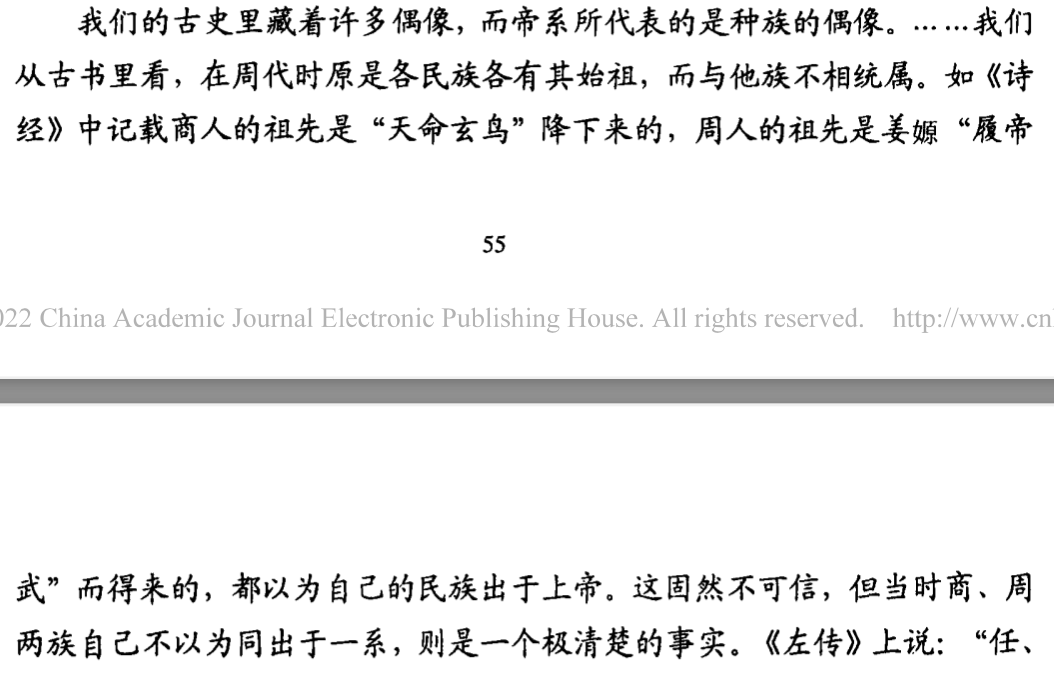 我们的古史里藏着许多偶像，而帝系所代表的是种族的偶像。……我们
从古书里看，在周代时原是各民族各有其始祖，而与他族不相统属。如《诗
经》中记载商人的祖先是“天命玄鸟”降下来的，周人的祖先是姜嫄“履帝
55
022 China Academic Journal Electronic Publishing House. All rights reserved. http://www.cn
武”而得来的，都以为自己的民族出于上帝。这固然不可信，但当时商、周
两族自己不以为同出于一系，则是一个极清楚的事实。《左传》上说：“任、